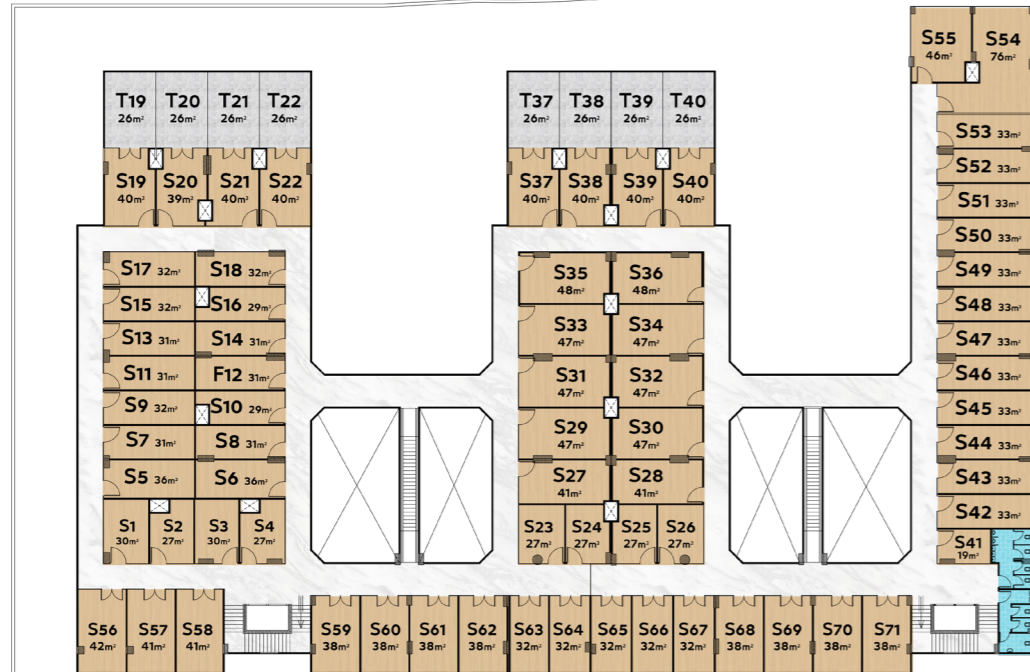 S55
46m²
S54
76m²
T19
26m²
T20
26m²
T21
26m²
T22
26m²
T37
26m²
T38
26m²
T39
26m²
T40
26m²
S19
40m²
S20
39m²
S21
40m²
S22
40m²
S37
40m²
S38
40m²
S39
40m²
S40
40m²
S53 33m²
S52 33m²
S51 33m²
S50 33m²
S49 33m²
S48 33m²
S47 33m²
S46 33m²
S45 33m²
S44 33m²
S43 33m²
S42 33m²
S41
19m²
S17 32m²
S18 32m²
S15 32m²
S16 29m²
S13 31m²
S14 31m²
S11 31m²
F12 31m²
S9 32m²
S10 29m²
S7 31m²
S8 31m²
S5 36m²
S6 36m²
S1
30m²
S2
27m²
S3
30m²
S4
27m²
S35
48m²
S36
48m²
S33
47m²
S34
47m²
S31
47m²
S32
47m²
S29
47m²
S30
47m²
S27
41m²
S28
41m²
S23
27m²
S24
27m²
S25
27m²
S26
27m²
S56
42m²
S57
41m²
S58
41m²
S59
38m²
S60
38m²
S61
38m²
S62
38m²
S63
32m²
S64
32m²
S65
32m²
S66
32m²
S67
32m²
S68
38m²
S69
38m²
S70
38m²
S71
38m²